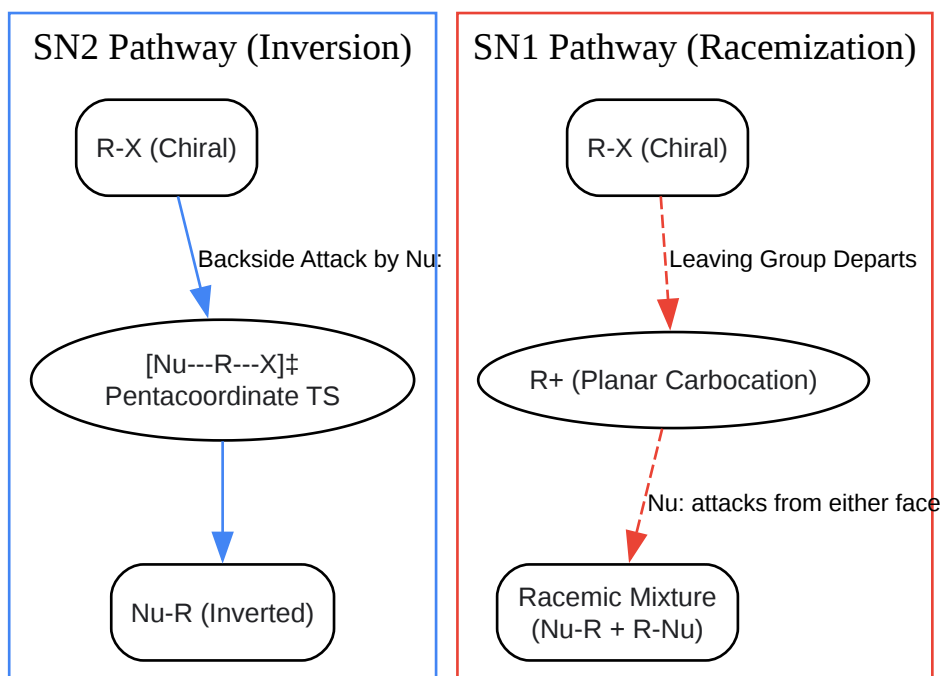 SN2 Pathway (Inversion)
R-X (Chiral)
Backside Attack by Nu:
[Nu---R---X]‡
Pentacoordinate TS
Nu-R (Inverted)
SN1 Pathway (Racemization)
R-X (Chiral)
Leaving Group Departs
R+ (Planar Carbocation)
Nu: attacks from either face
Racemic Mixture
(Nu-R + R-Nu)